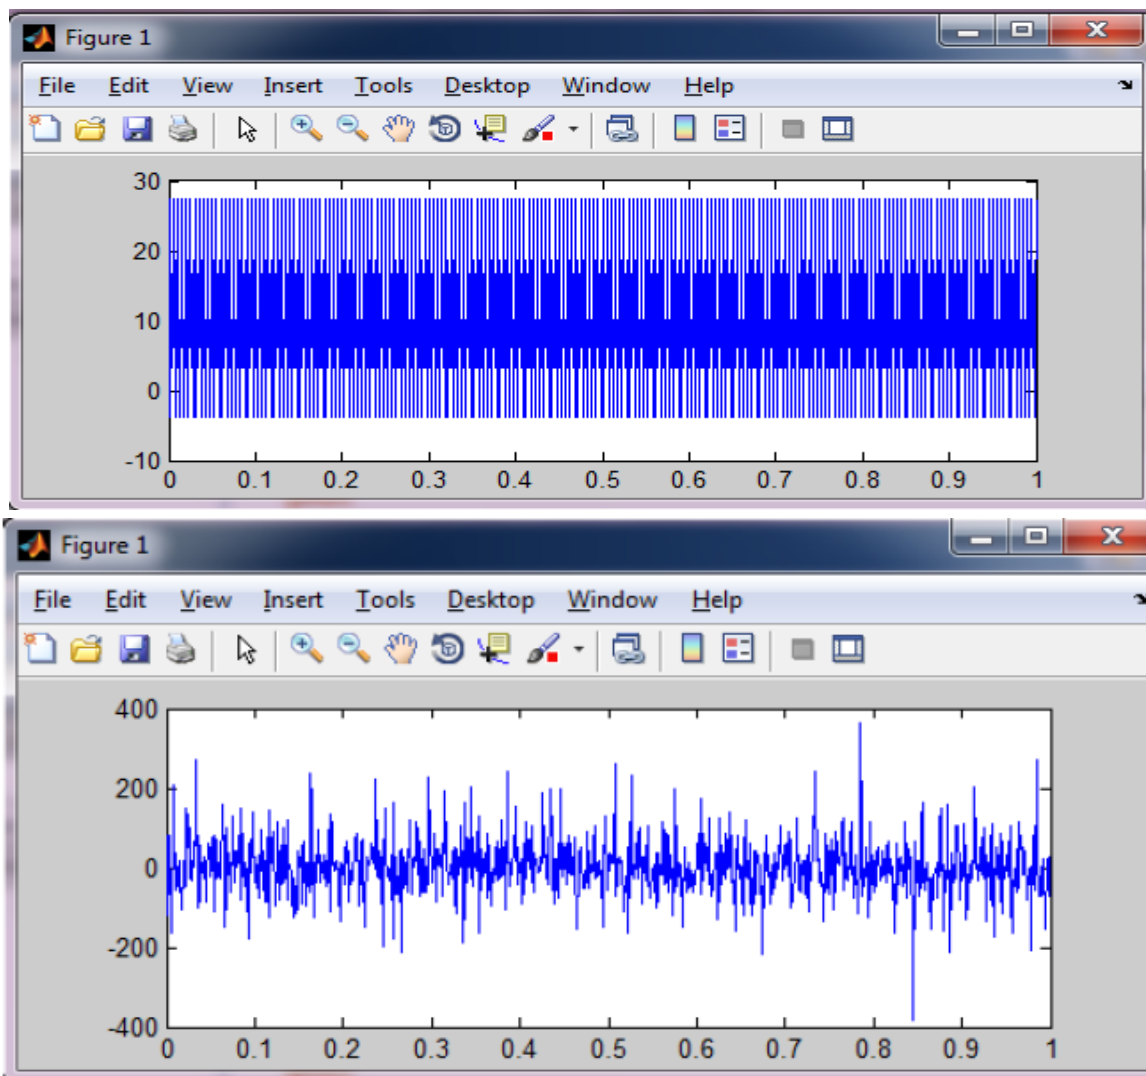 Figure 1
File Edit View Insert Tools Desktop Window Help
30
20
10
0
-10
0 0.1 0.2 0.3 0.4 0.5 0.6 0.7 0.8 0.9 1
Figure 1
File Edit View Insert Tools Desktop Window Help
400
200
0
-200
-400
0 0.1 0.2 0.3 0.4 0.5 0.6 0.7 0.8 0.9 1